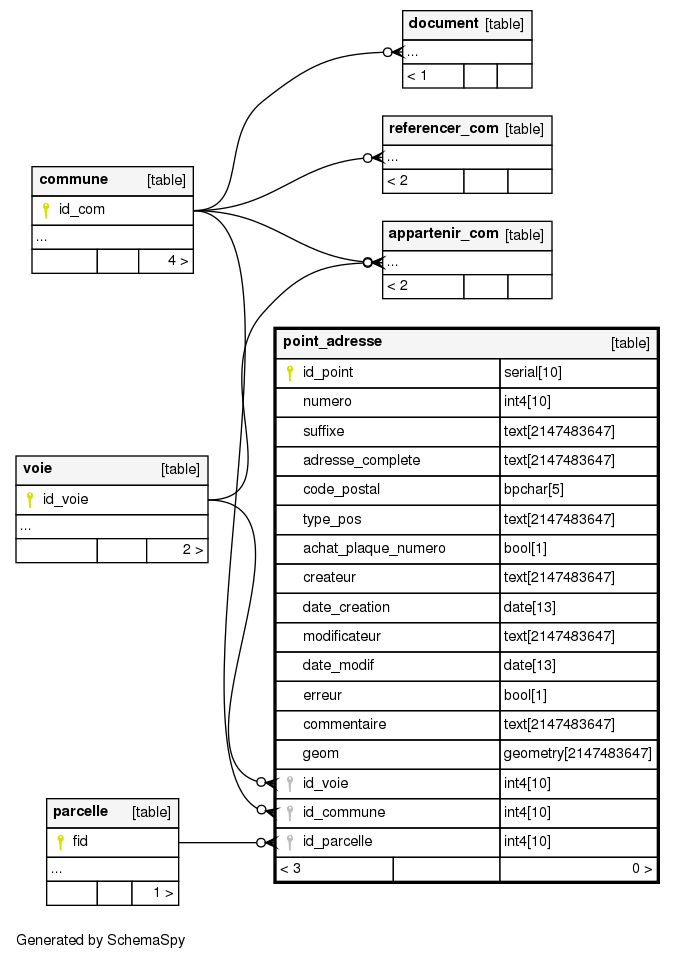 document [table]
...
< 1
referencer_com [table]
...
< 2
commune [table]
id_com
...
4 >
appartenir_com [table]
...
< 2
point_adresse [table]
id_point serial[10]
numero int4[10]
suffixe text[2147483647]
adresse_complete text[2147483647]
code_postal bpchar[5]
type_pos text[2147483647]
achat_plaque_numero bool[1]
createur text[2147483647]
date_creation date[13]
modificateur text[2147483647]
date_modif date[13]
erreur bool[1]
commentaire text[2147483647]
geom geometry[2147483647]
id_voie int4[10]
id_commune int4[10]
id_parcelle int4[10]
< 3 0 >
voie [table]
id_voie
...
2 >
parcelle [table]
fid
...
1 >
Generated by SchemaSpy